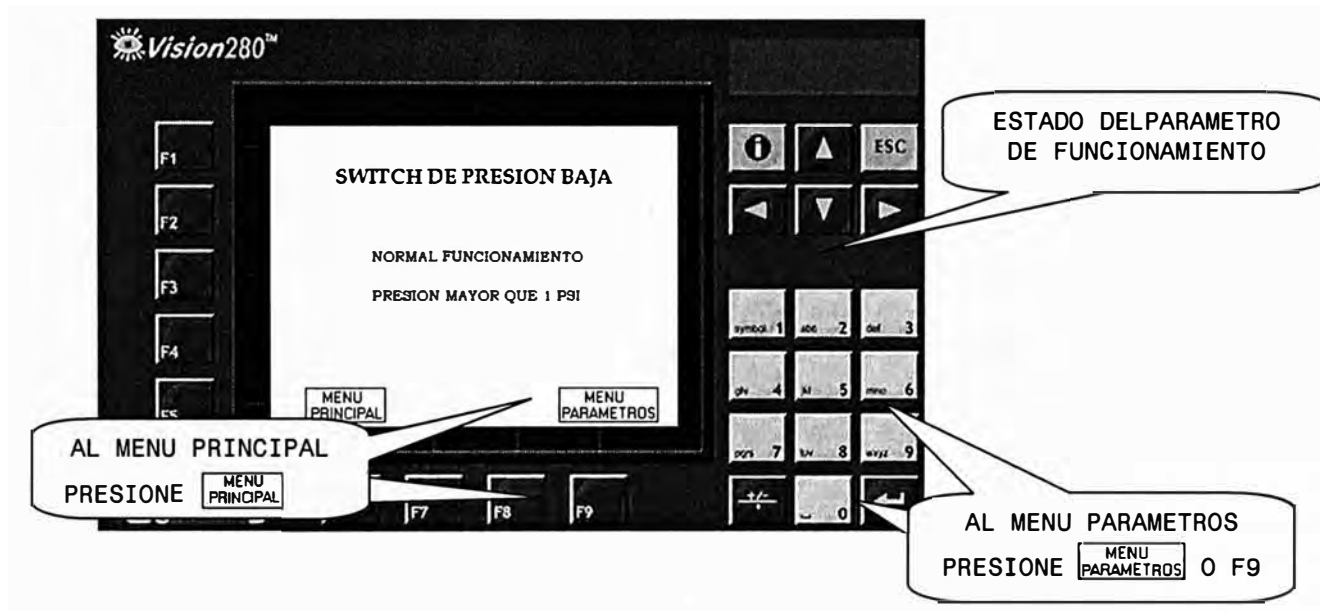 Vision280™
F1
ESC
ESTADO DELPARAMETRO
DE FUNCIONAMIENTO
SWITCH DE PRESION BAJA
F2
NORMAL FUNCIONAMIENTO
F3
PRESION MAYOR QUE 1 PSI
symbol 1 abc 2 def 3
F4
ghi 4 jkl 5 mno 6
MENU
PRINCIPAL
MENU
PARAMETROS
F5
AL MENU PRINCIPAL
PRESIONE MENU PRINCIPAL
pqrs 7 tuv 8 wxyz 9
F7
F8
F9
+/-
0
AL MENU PARAMETROS
PRESIONE MENU PARAMETROS O F9